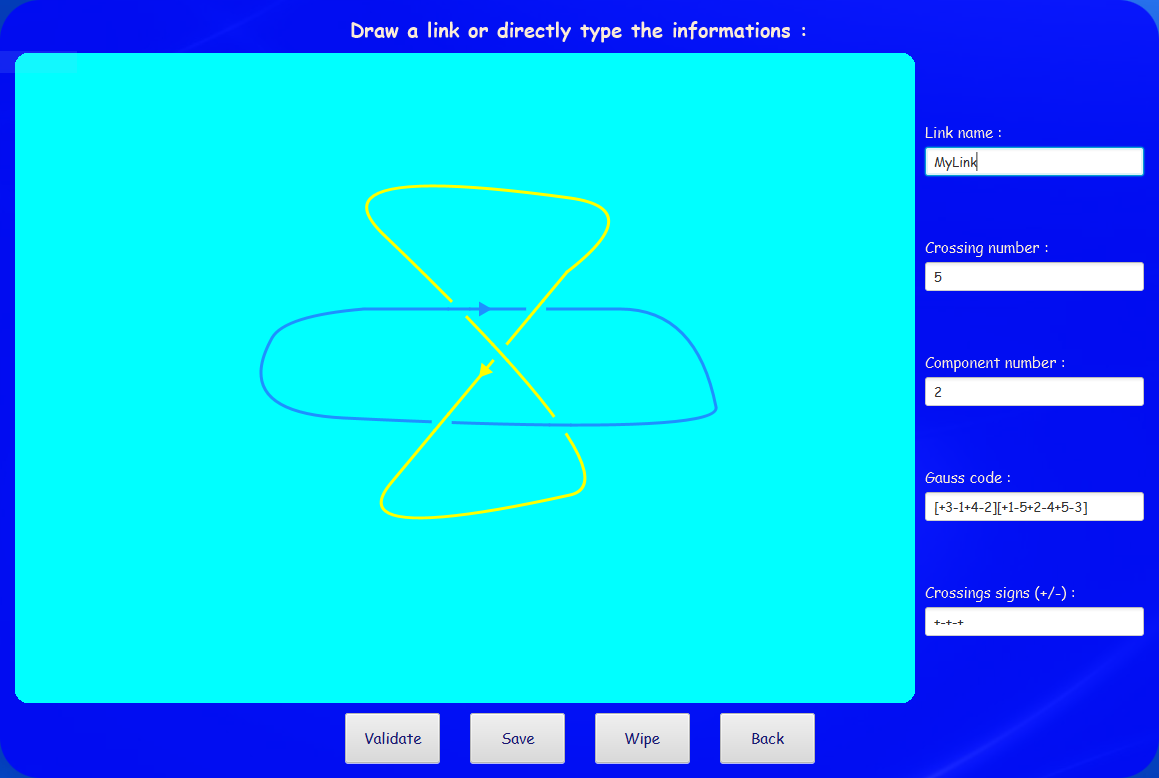 Draw a link or directly type the informations :
Link name :
MyLink
Crossing number :
5
Component number :
2
Gauss code :
[+3-1+4-2][+1-5+2-4+5-3]
Crossings signs (+/-) :
+-+-+
Validate
Save
Wipe
Back